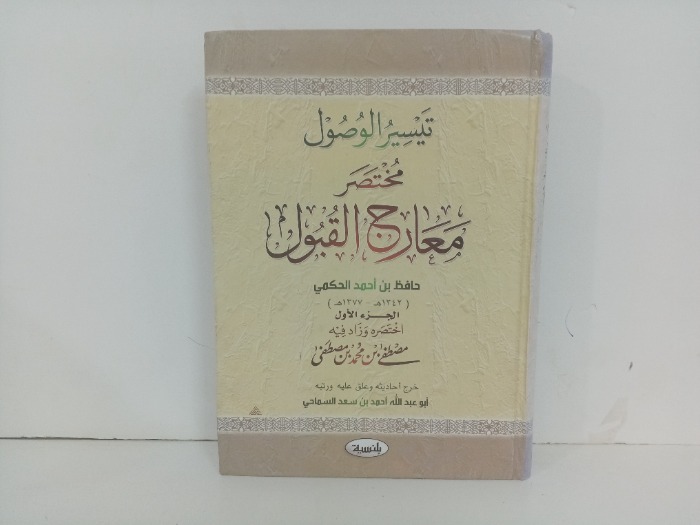 تيسير الوصول
مختصر
معارج القبول
حافظ بن أحمد الحكمي
( ١٣٤٢هـ - ١٣٧٧هـ )
الجزء الأول
اختصره وزاد فيه
مصطفى بن محمد بن مصطفى
خرج أحاديثه وعلق عليه ورتبه
أبو عبد الله أحمد بن سعد السماحي
بلنسية